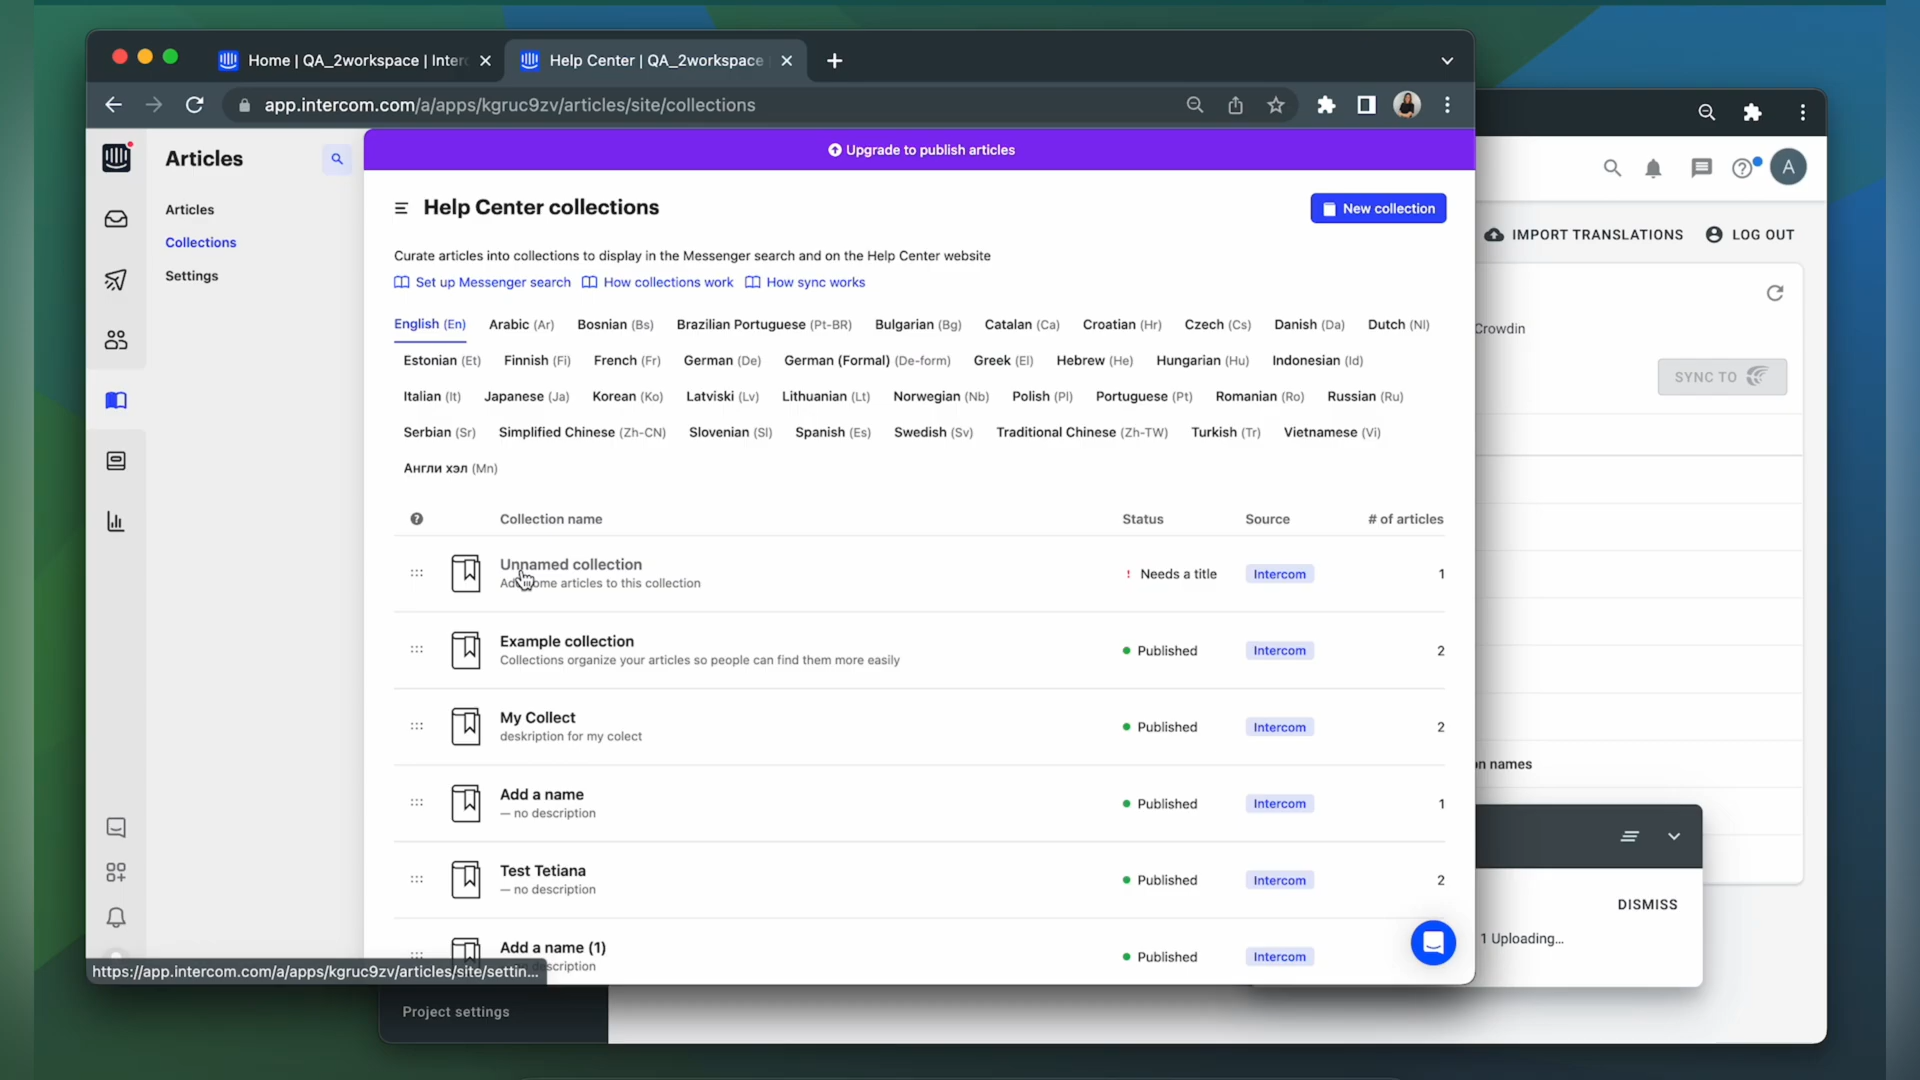 Home | QA_2workspace | Inter
Help Center | QA_2workspace
app.intercom.com/a/apps/kgruc9zv/articles/site/collections
Articles
Articles
Collections
Settings
Upgrade to publish articles
Help Center collections
New collection
Curate articles into collections to display in the Messenger search and on the Help Center website
Set up Messenger search How collections work How sync works
English (En) Arabic (Ar) Bosnian (Bs) Brazilian Portuguese (Pt-BR) Bulgarian (Bg) Catalan (Ca) Croatian (Hr) Czech (Cs) Danish (Da) Dutch (Nl)
Estonian (Et) Finnish (Fi) French (Fr) German (De) German (Formal) (De-form) Greek (El) Hebrew (He) Hungarian (Hu) Indonesian (Id)
Italian (It) Japanese (Ja) Korean (Ko) Latviski (Lv) Lithuanian (Lt) Norwegian (Nb) Polish (Pl) Portuguese (Pt) Romanian (Ro) Russian (Ru)
Serbian (Sr) Simplified Chinese (Zh-CN) Slovenian (Sl) Spanish (Es) Swedish (Sv) Traditional Chinese (Zh-TW) Turkish (Tr) Vietnamese (Vi)
Англи хэл (Mn)
Collection name Status Source # of articles
Unnamed collection
some articles to this collection
! Needs a title Intercom 1
Example collection
Collections organize your articles so people can find them more easily
Published Intercom 2
My Collect
deskription for my colect
Published Intercom 2
Add a name
— no description
Published Intercom 1
Test Tetiana
— no description
Published Intercom 2
Add a name (1)
description
Published Intercom
https://app.intercom.com/a/apps/kgruc9zv/articles/site/settin...
Project settings
A
IMPORT TRANSLATIONS LOG OUT
Crowdin
SYNC TO
names
DISMISS
1 Uploading...